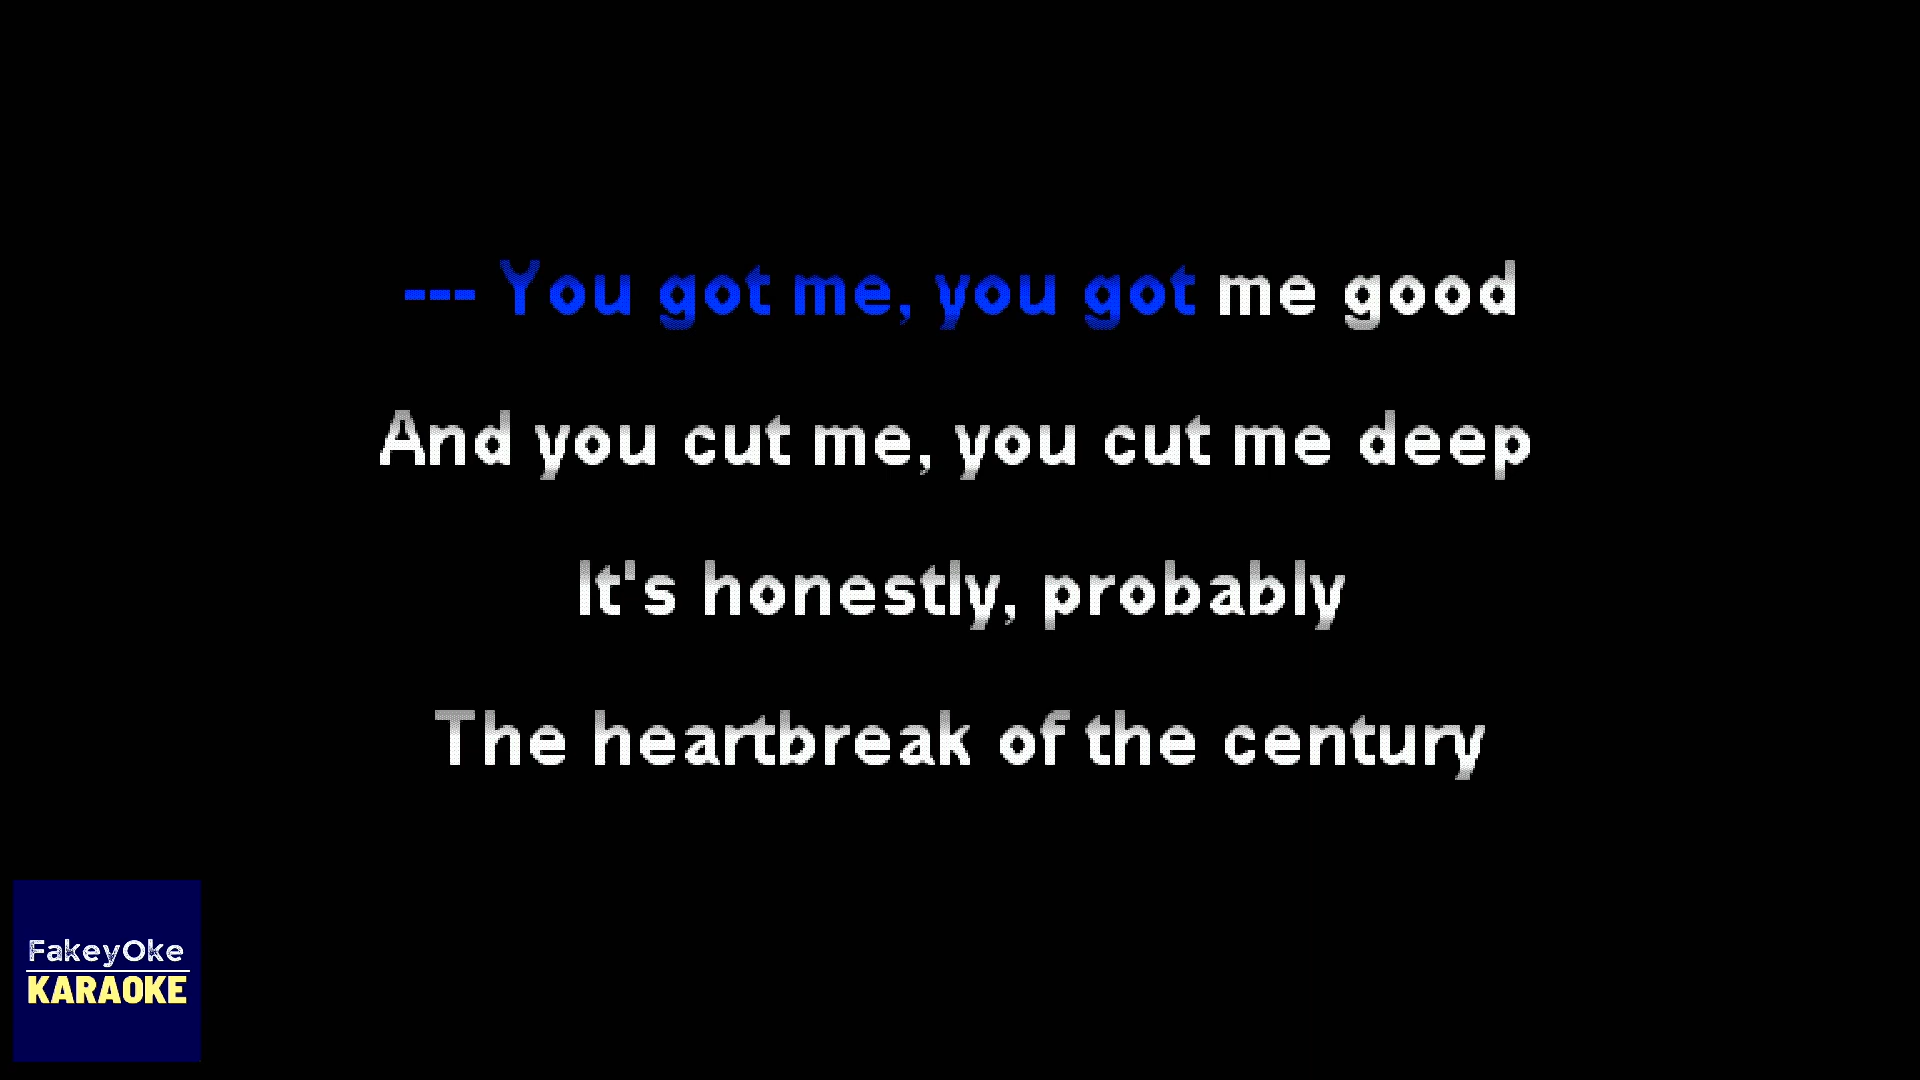 --- You got me, you got me good
And you cut me, you cut me deep
It's honestly, probably
The heartbreak of the century
FakeyOke
KARAOKE